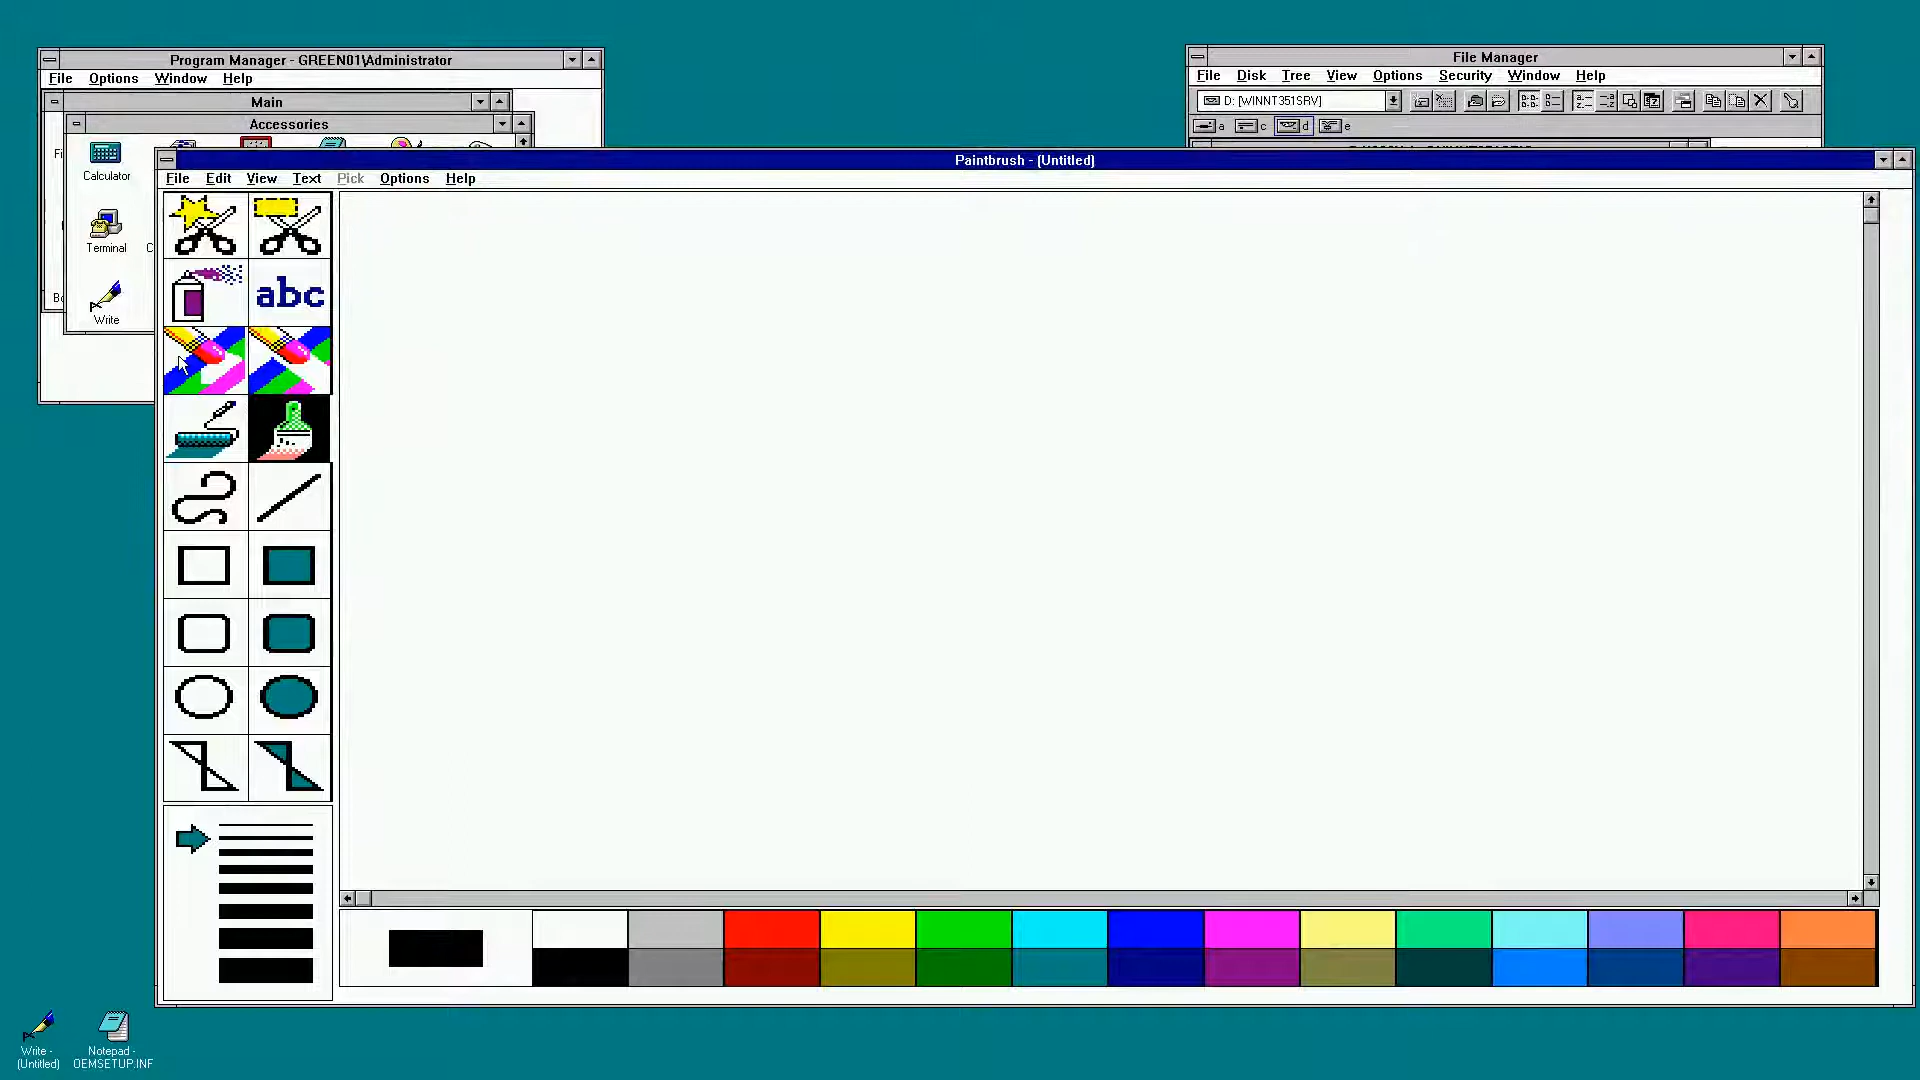 Program Manager - GREEN01\Administrator
File Options Window Help
Main
Accessories
Calculator
Terminal
Write
File Manager
File Disk Tree View Options Security Window Help
D: [WINNT351SRV]
a c d e
Paintbrush - (Untitled)
File Edit View Text Pick Options Help
abc
Write -
(Untitled)
Notepad -
OEMSETUP.INF